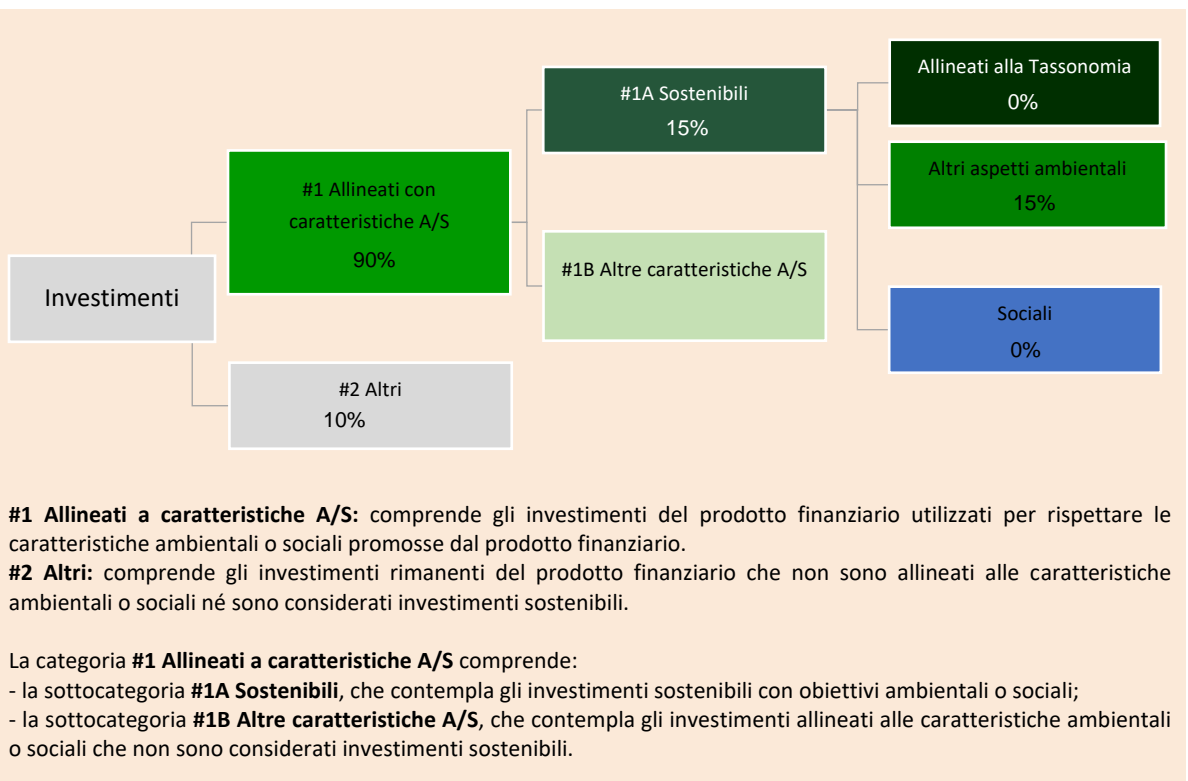 Investimenti
#1 Allineati con
caratteristiche A/S
90%
#2 Altri
10%
#1A Sostenibili
15%
#1B Altre caratteristiche A/S
Allineati alla Tassonomia
0%
Altri aspetti ambientali
15%
Sociali
0%
#1 Allineati a caratteristiche A/S: comprende gli investimenti del prodotto finanziario utilizzati per rispettare le
caratteristiche ambientali o sociali promosse dal prodotto finanziario.
#2 Altri: comprende gli investimenti rimanenti del prodotto finanziario che non sono allineati alle caratteristiche
ambientali o sociali né sono considerati investimenti sostenibili.
La categoria #1 Allineati a caratteristiche A/S comprende:
- la sottocategoria #1A Sostenibili, che contempla gli investimenti sostenibili con obiettivi ambientali o sociali;
- la sottocategoria #1B Altre caratteristiche A/S, che contempla gli investimenti allineati alle caratteristiche ambientali
o sociali che non sono considerati investimenti sostenibili.